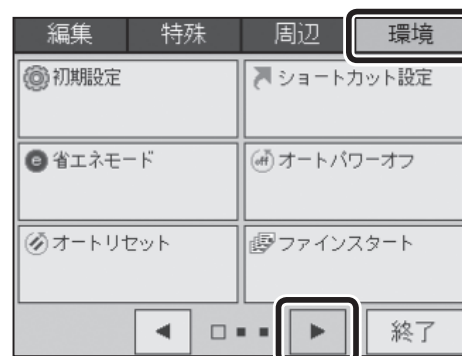 編集 特殊 周辺 環境
初期設定 ショートカット設定
e 省エネモード off オートパワーオフ
オートリセット ファインスタート
◀ □ ■ ■ ▶ 終了